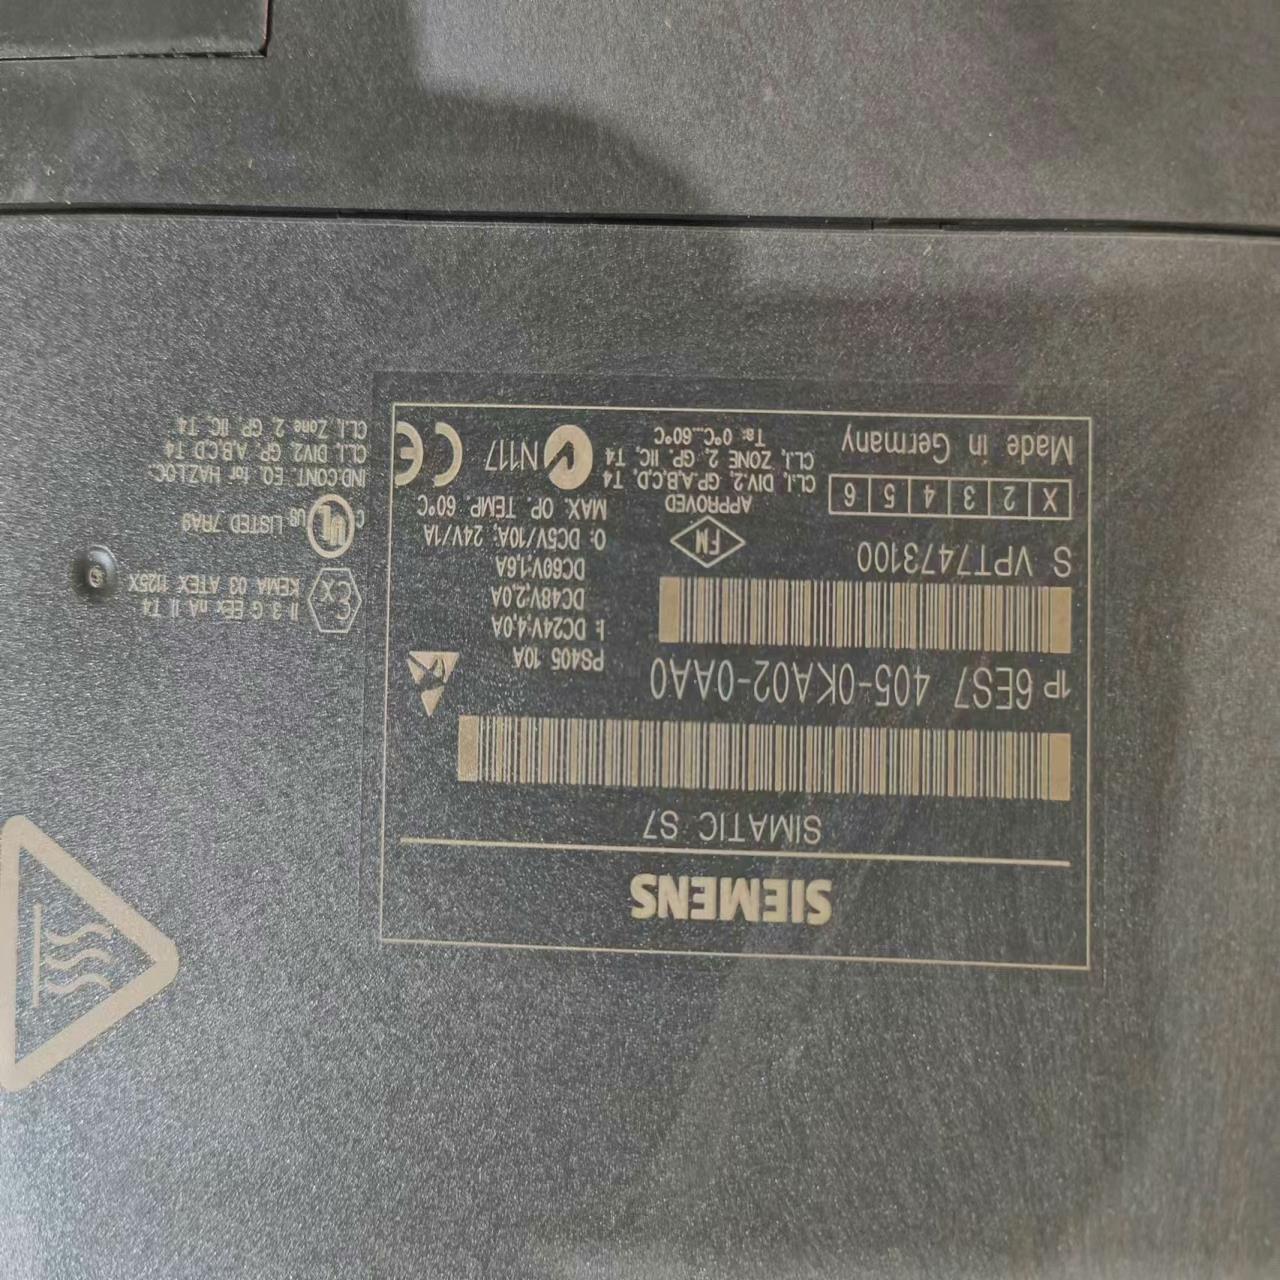 SIEMENS
SIMATIC S7
1P 6ES7 405-0KA02-0AA0
S VPT7473100
X 2 3 4 5 6
Made in Germany
FM
APPROVED
CL.I, DIV.2, GP.A,B,C,D, T4
CL.I, ZONE 2, GP. IIC, T4
Ta: 0°C...60°C
PS405 10A
I: DC24V:4,0A
DC48V:2,0A
DC60V:1,6A
O: DC5V/10A; 24V/1A
MAX. OP. TEMP. 60°C
N117
CE
Ex
II 3 G EEx nA II T4
KEMA 03 ATEX 1125X
C UL US LISTED 7RA9
IND.CONT. EQ. for HAZ.LOC:
CL.I, DIV.2 GP. A,B,C,D T4
CL.I, Zone 2, GP. IIC, T4